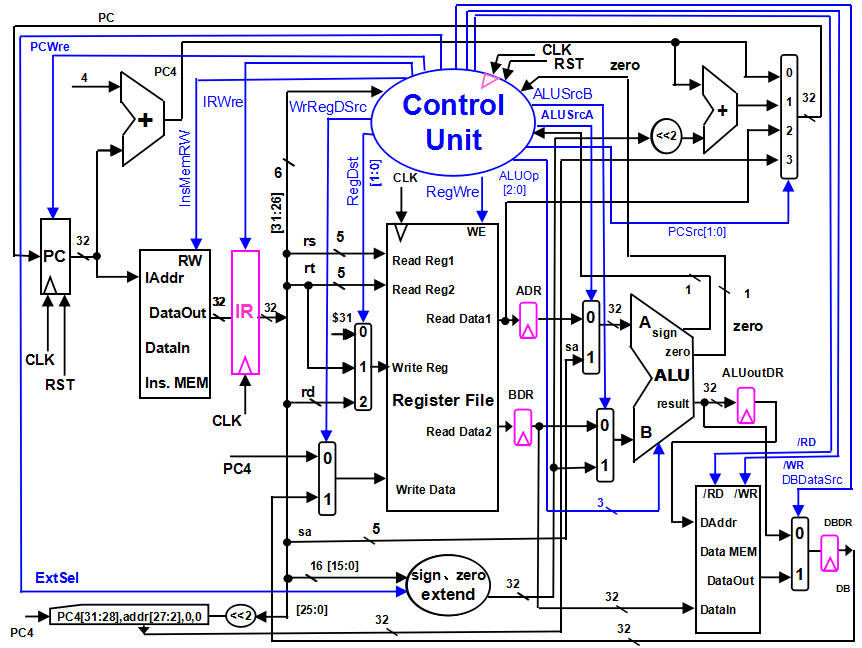 PC
PCWre
4
PC4
+
IRWre
InsMemRW
6
[31:26]
WrRegDSrc
RegDst
[1:0]
CLK
Control
Unit
CLK
RST
zero
ALUSrcB
ALUSrcA
ALUOp
[2:0]
RegWre
<<2
+
0
1
2
3
32
PCSrc[1:0]
PC
32
CLK
RST
RW
IAddr
DataOut
DataIn
Ins. MEM
32
IR
32
CLK
rs
5
rt
5
$31
0
1
2
rd
WE
Read Reg1
Read Reg2
Read Data1
Write Reg
Register File
Read Data2
Write Data
PC4
0
1
ADR
BDR
sa
0
1
32
0
1
A
sign
zero
ALU
result
B
1
1
zero
ALUoutDR
32
3
/RD
/WR
DBDataSrc
/RD
/WR
DAddr
Data MEM
DataOut
DataIn
0
1
DBDR
DB
sa
5
ExtSel
16
[15:0]
sign、zero
extend
32
32
PC4
PC4[31:28],addr[27:2],0,0
<<2
[25:0]
32
32